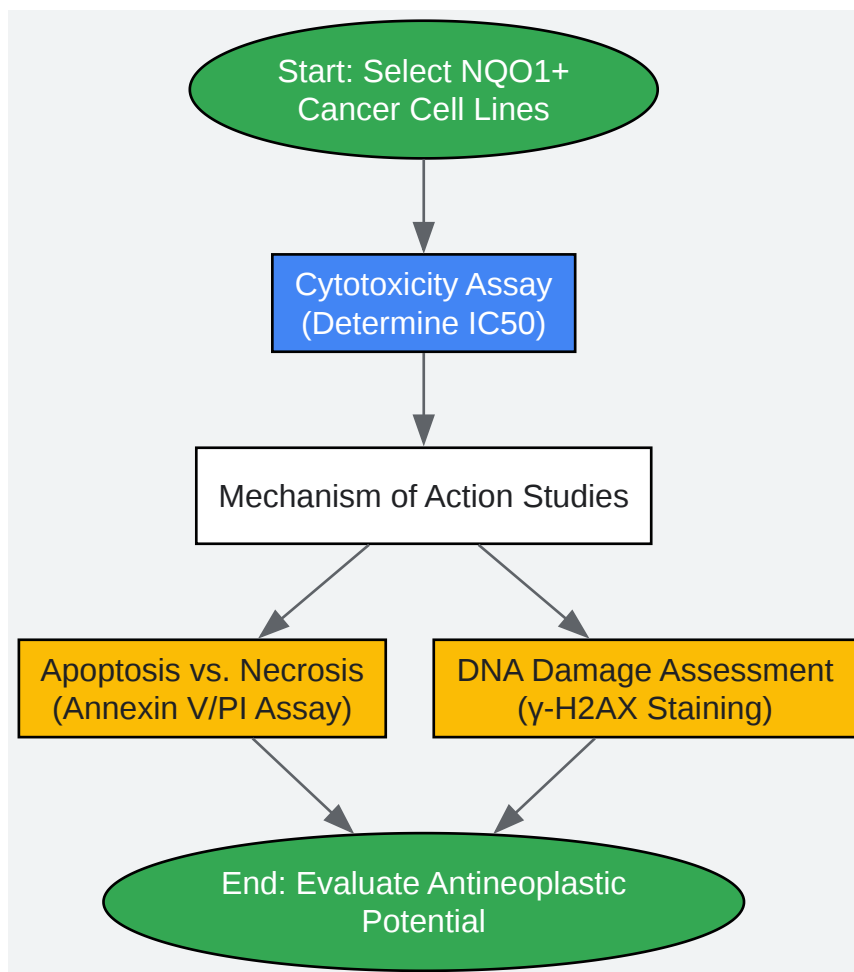 Start: Select NQO1+
Cancer Cell Lines
Cytotoxicity Assay
(Determine IC50)
Mechanism of Action Studies
Apoptosis vs. Necrosis
(Annexin V/PI Assay)
DNA Damage Assessment
(γ-H2AX Staining)
End: Evaluate Antineoplastic
Potential